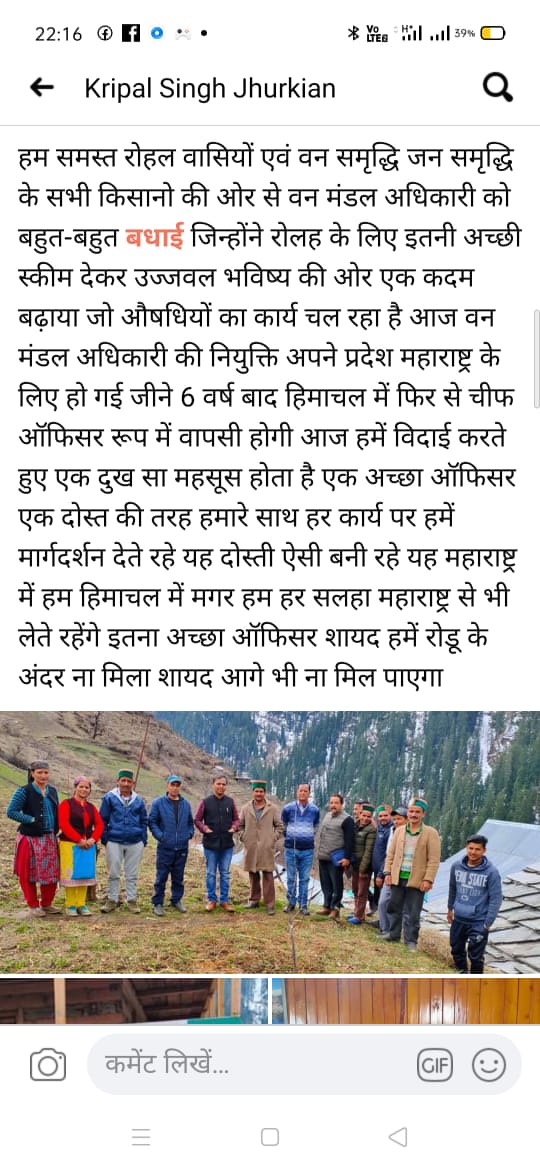 22:16
Vo LTEG H+ 39%
Kripal Singh Jhurkian
हम समस्त रोहल वासियों एवं वन समृद्धि जन समृद्धि
के सभी किसानो की ओर से वन मंडल अधिकारी को
बहुत-बहुत बधाई जिन्होंने रोलह के लिए इतनी अच्छी
स्कीम देकर उज्जवल भविष्य की ओर एक कदम
बढ़ाया जो औषधियों का कार्य चल रहा है आज वन
मंडल अधिकारी की नियुक्ति अपने प्रदेश महाराष्ट्र के
लिए हो गई जीने 6 वर्ष बाद हिमाचल में फिर से चीफ
ऑफिसर रूप में वापसी होगी आज हमें विदाई करते
हुए एक दुख सा महसूस होता है एक अच्छा ऑफिसर
एक दोस्त की तरह हमारे साथ हर कार्य पर हमें
मार्गदर्शन देते रहे यह दोस्ती ऐसी बनी रहे यह महाराष्ट्र
में हम हिमाचल में मगर हम हर सलहा महाराष्ट्र से भी
लेते रहेंगे इतना अच्छा ऑफिसर शायद हमें रोडू के
अंदर ना मिला शायद आगे भी ना मिल पाएगा
PENN STATE
कमेंट लिखें...
GIF